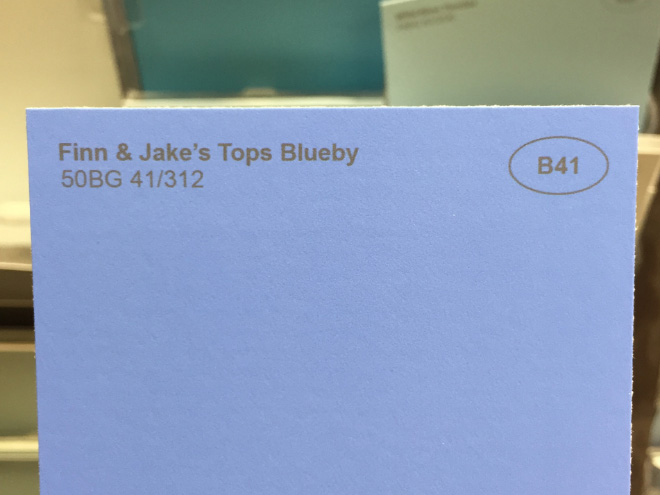 Finn & Jake's Tops Blueby
50BG 41/312
B41